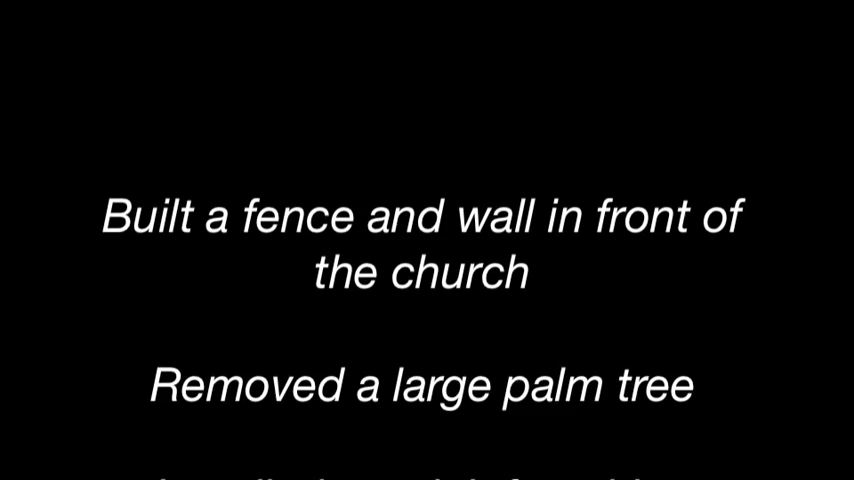 Built a fence and wall in front of
the church
Removed a large palm tree